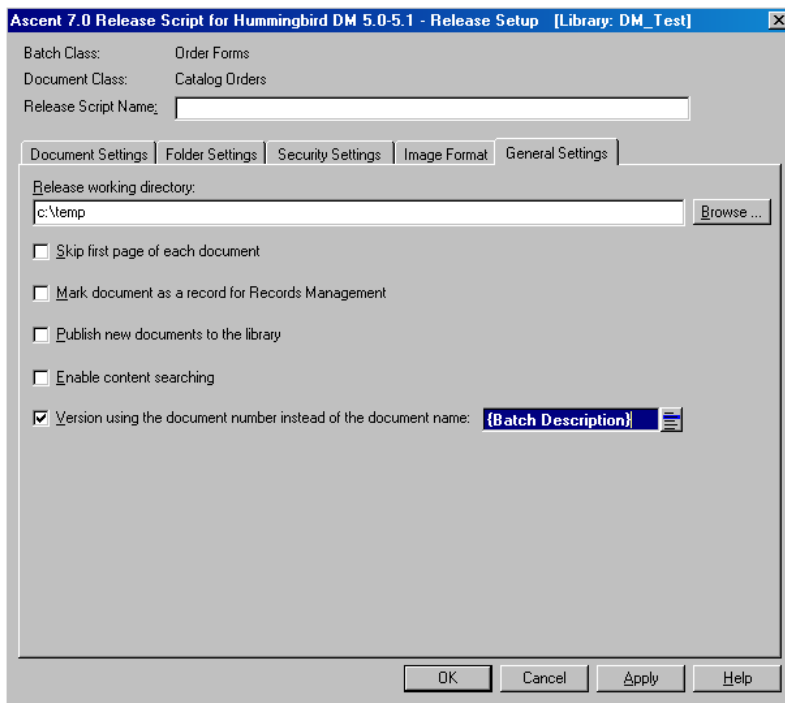 Ascent 7.0 Release Script for Hummingbird DM 5.0-5.1 - Release Setup [Library: DM_Test]
Batch Class: Order Forms
Document Class: Catalog Orders
Release Script Name:
Document Settings Folder Settings Security Settings Image Format General Settings
Release working directory:
c:\temp Browse ...
Skip first page of each document
Mark document as a record for Records Management
Publish new documents to the library
Enable content searching
Version using the document number instead of the document name: {Batch Description}
OK Cancel Apply Help